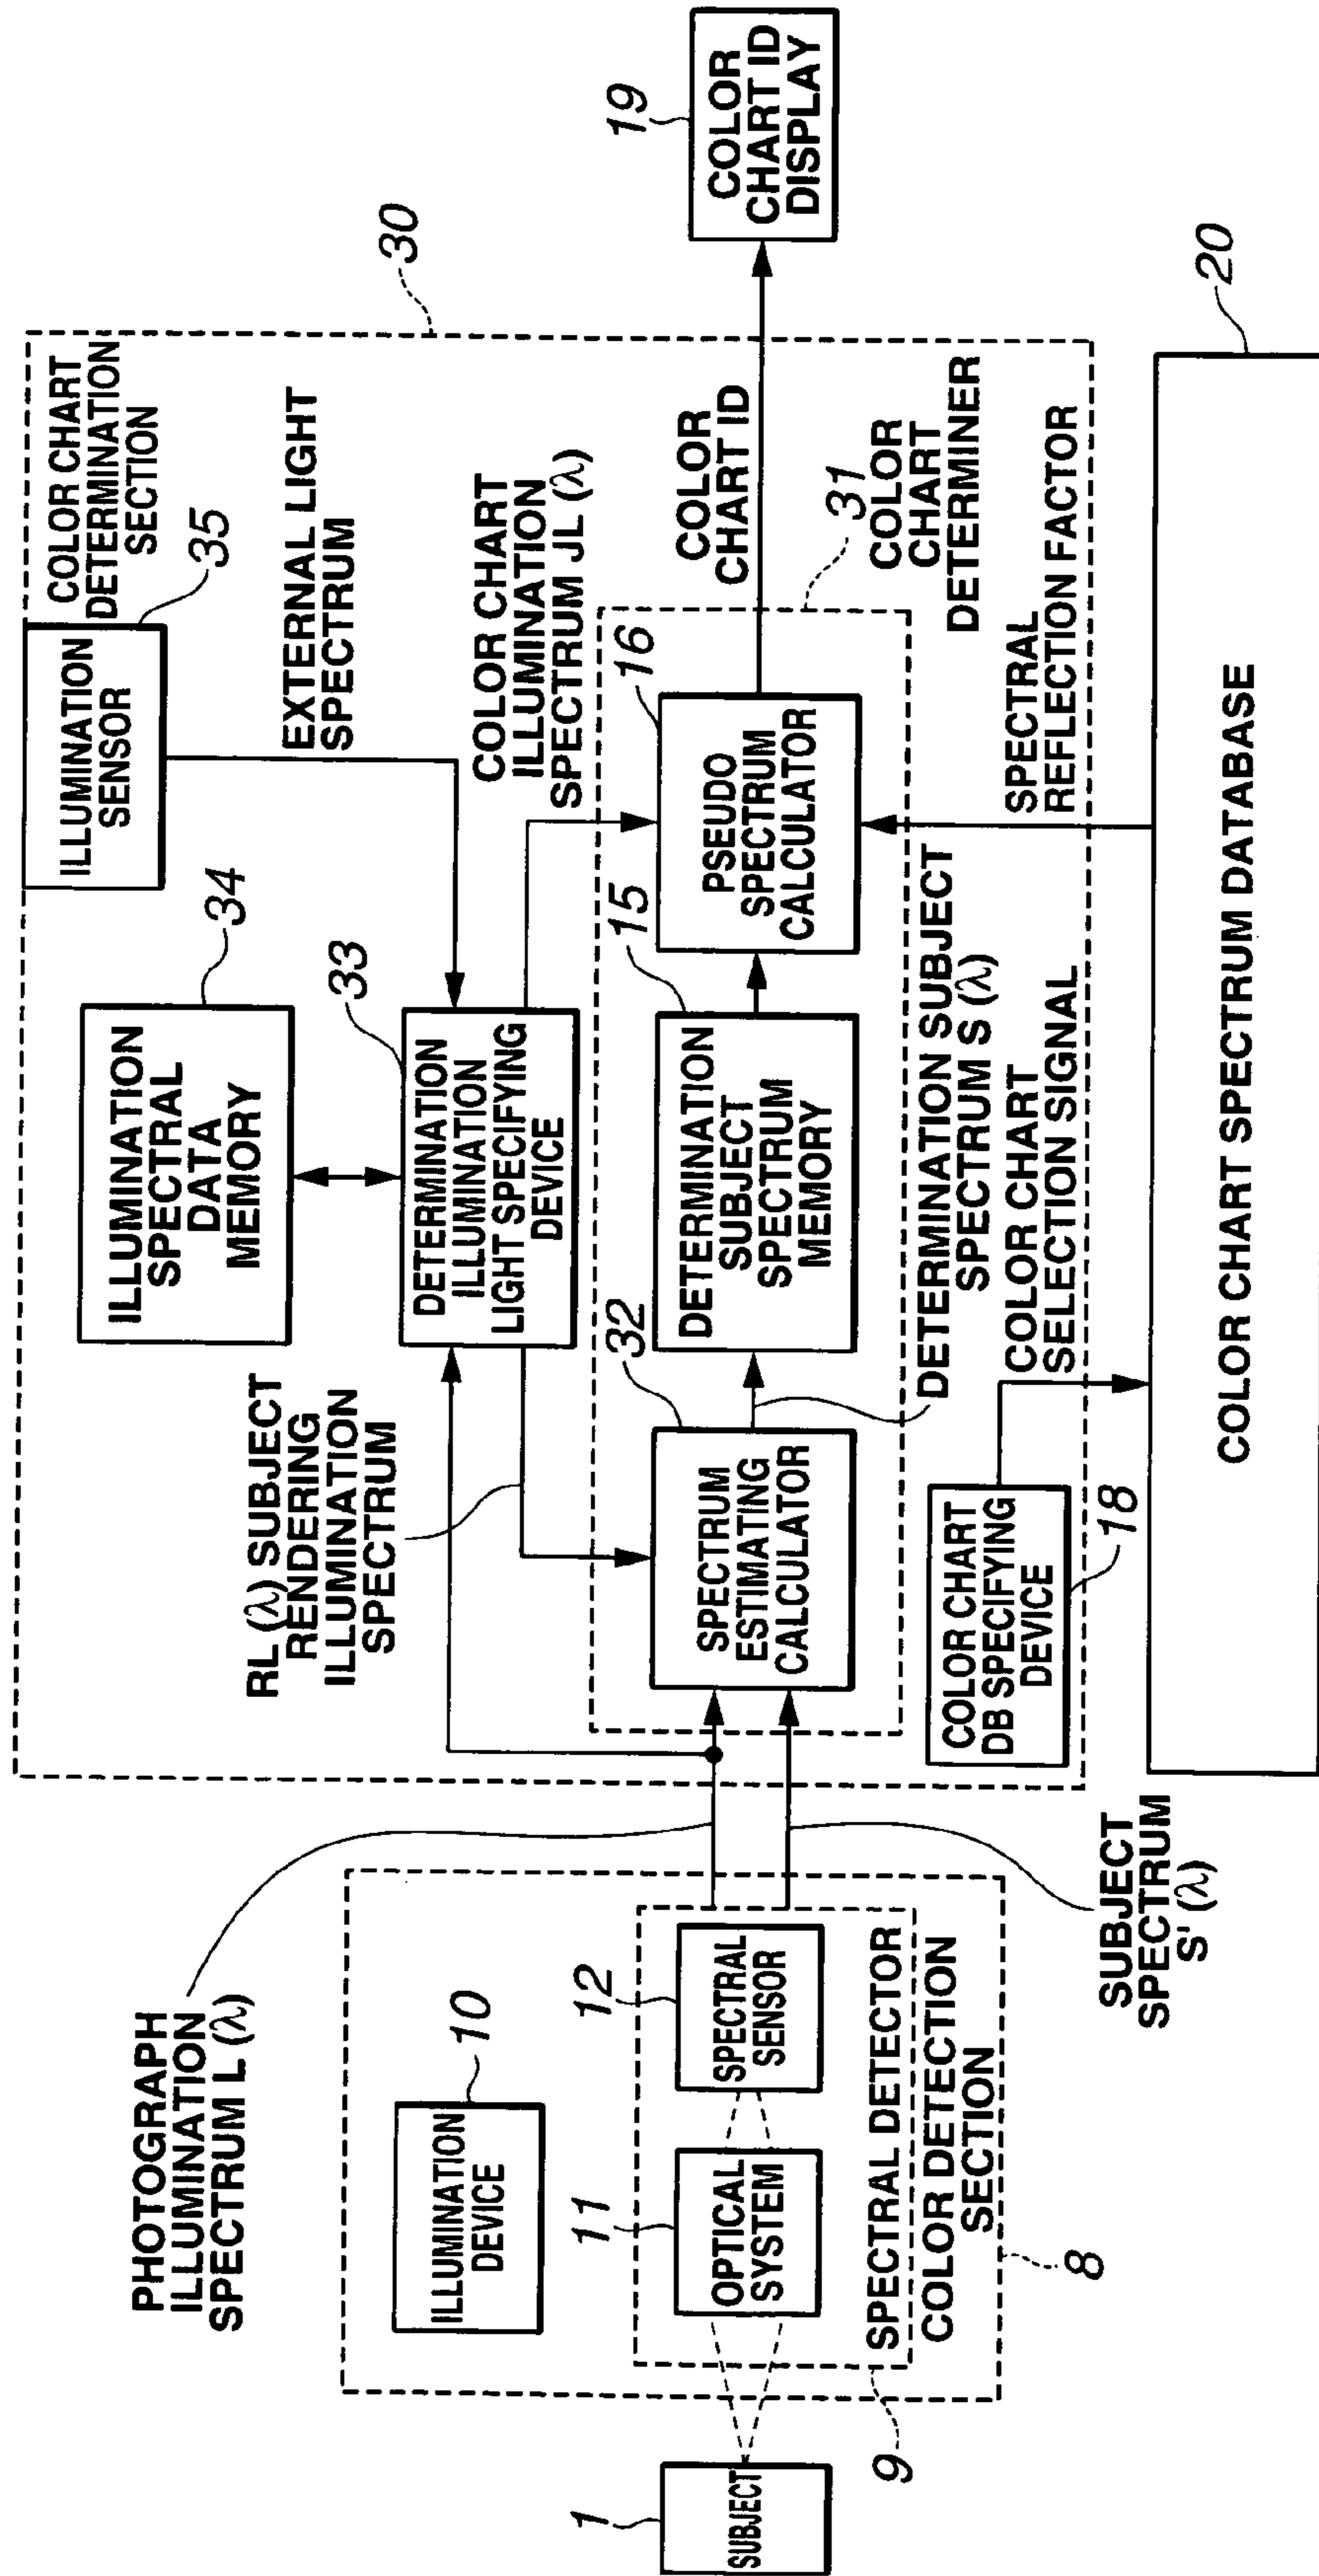 PHOTOGRAPH
ILLUMINATION
SPECTRUM L (λ)
ILLUMINATION
DEVICE
10
1
SUBJECT
11
OPTICAL
SYSTEM
12
SPECTRAL
SENSOR
SPECTRAL DETECTOR
9
COLOR DETECTION
SECTION
8
SUBJECT
SPECTRUM
S' (λ)
COLOR CHART
DETERMINATION
SECTION
30
ILLUMINATION
SENSOR
35
EXTERNAL LIGHT
SPECTRUM
ILLUMINATION
SPECTRAL
DATA
MEMORY
34
DETERMINATION
ILLUMINATION
LIGHT SPECIFYING
DEVICE
33
RL (λ) SUBJECT
RENDERING
ILLUMINATION
SPECTRUM
COLOR CHART
ILLUMINATION
SPECTRUM JL (λ)
32
SPECTRUM
ESTIMATING
CALCULATOR
15
DETERMINATION
SUBJECT
SPECTRUM
MEMORY
16
PSEUDO
SPECTRUM
CALCULATOR
COLOR
CHART ID
31
COLOR
CHART
DETERMINER
19
COLOR
CHART ID
DISPLAY
DETERMINATION SUBJECT
SPECTRUM S (λ)
COLOR CHART
DB SPECIFYING
DEVICE
18
COLOR CHART
SELECTION SIGNAL
SPECTRAL
REFLECTION FACTOR
20
COLOR CHART SPECTRUM DATABASE